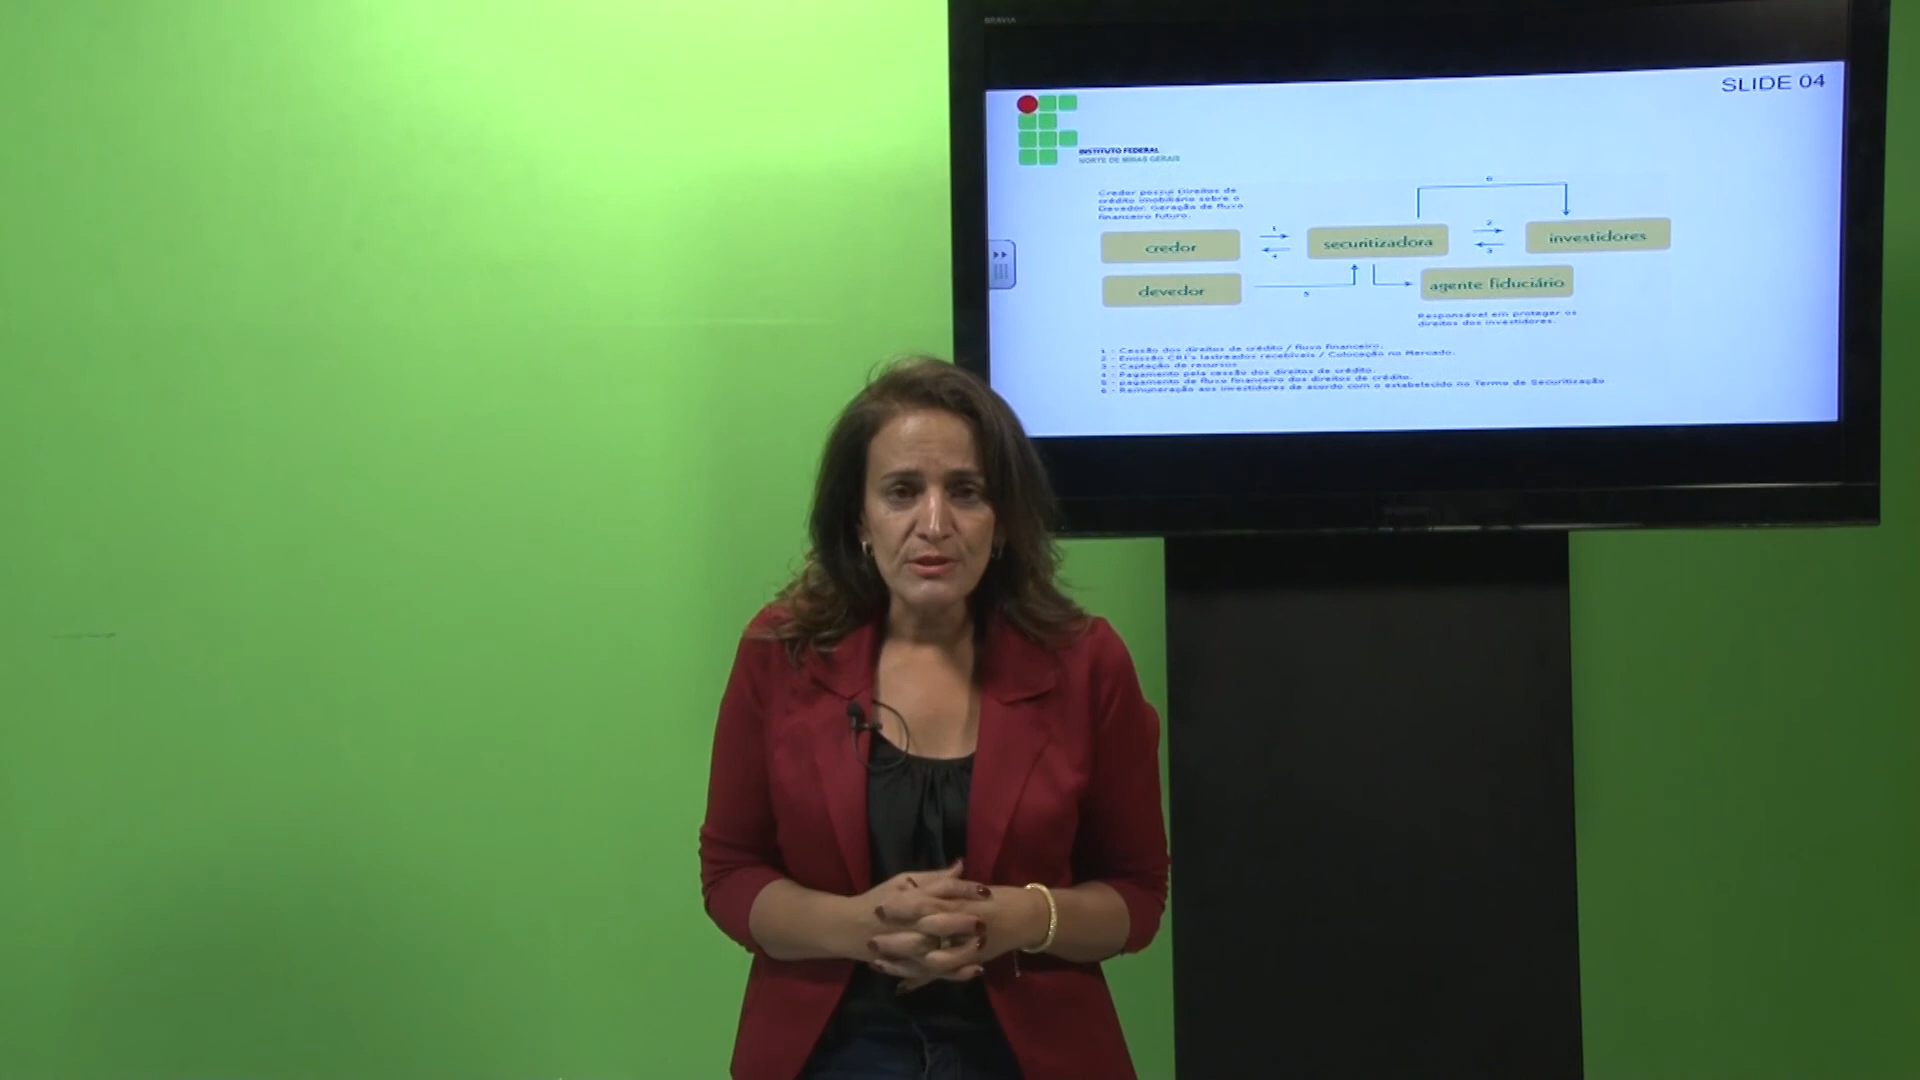 BRAVIA
SLIDE 04
INSTITUTO FEDERAL
NORTE DE MINAS GERAIS
Credor possui Direitos de
crédito imobiliário sobre o
Devedor. Geração de fluxo
financeiro futuro.
6
credor
1
4
securitizadora
2
3
investidores
devedor
5
agente fiduciário
Responsável em proteger os
direitos dos investidores.
1 - Cessão dos direitos de crédito / fluxo financeiro.
2 - Emissão CRI's lastreados recebíveis / Colocação no Mercado.
3 - Captação de recursos
4 - Pagamento pela cessão dos direitos de crédito.
5 - pagamento de fluxo financeiro dos direitos de crédito.
6 - Remuneração aos investidores de acordo com o estabelecido no Termo de Securitização